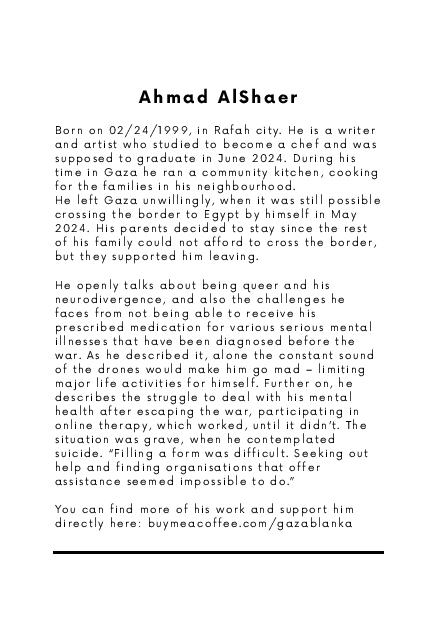 Ahmad AlShaer
Born on 02/24/1999, in Rafah city. He is a writer
and artist who studied to become a chef and was
supposed to graduate in June 2024. During his
time in Gaza he ran a community kitchen, cooking
for the families in his neighbourhood.
He left Gaza unwillingly, when it was still possible
crossing the border to Egypt by himself in May
2024. His parents decided to stay since the rest
of his family could not afford to cross the border,
but they supported him leaving.
He openly talks about being queer and his
neurodivergence, and also the challenges he
faces from not being able to receive his
prescribed medication for various serious mental
illnesses that have been diagnosed before the
war. As he described it, alone the constant sound
of the drones would make him go mad – limiting
major life activities for himself. Further on, he
describes the struggle to deal with his mental
health after escaping the war, participating in
online therapy, which worked, until it didn't. The
situation was grave, when he contemplated
suicide. “Filling a form was difficult. Seeking out
help and finding organisations that offer
assistance seemed impossible to do.”
You can find more of his work and support him
directly here: buymeacoffee.com/gazablanka